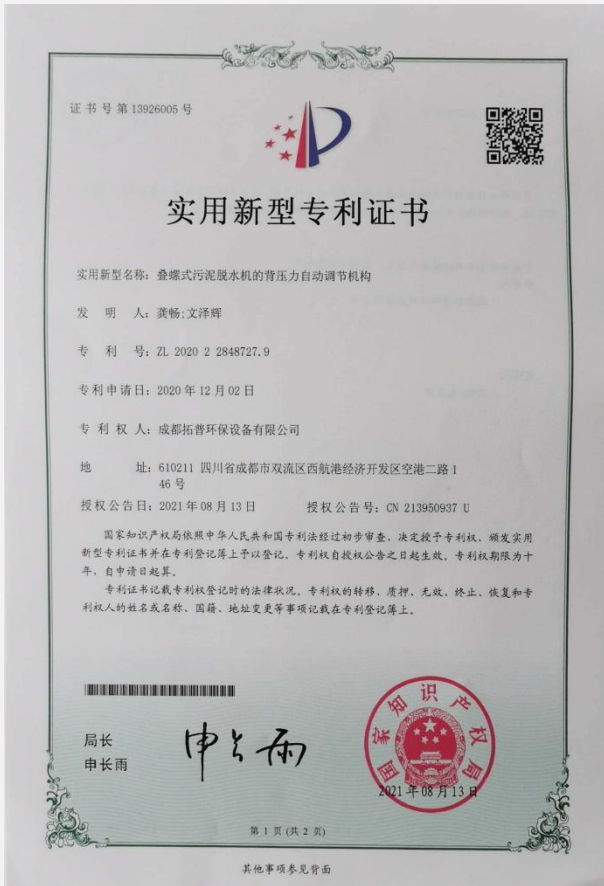 证书号第13926005号
实用新型专利证书
实用新型名称：叠螺式污泥脱水机的背压力自动调节机构
发明人：龚畅;文泽辉
专利号：ZL 2020 2 2848727.9
专利申请日：2020年12月02日
专利权人：成都拓普环保设备有限公司
地址：610211 四川省成都市双流区西航港经济开发区空港二路1
46号
授权公告日：2021年08月13日 授权公告号：CN 213950937 U
国家知识产权局依照中华人民共和国专利法经过初步审查，决定授予专利权，颁发实用
新型专利证书并在专利登记簿上予以登记。专利权自授权公告之日起生效。专利权期限为十
年，自申请日起算。
专利证书记载专利权登记时的法律状况。专利权的转移、质押、无效、终止、恢复和专
利权人的姓名或名称、国籍、地址变更等事项记载在专利登记簿上。
局长
申长雨
申长雨
国家知识产权局
2021年08月13日
第1页(共2页)
其他事项参见背面